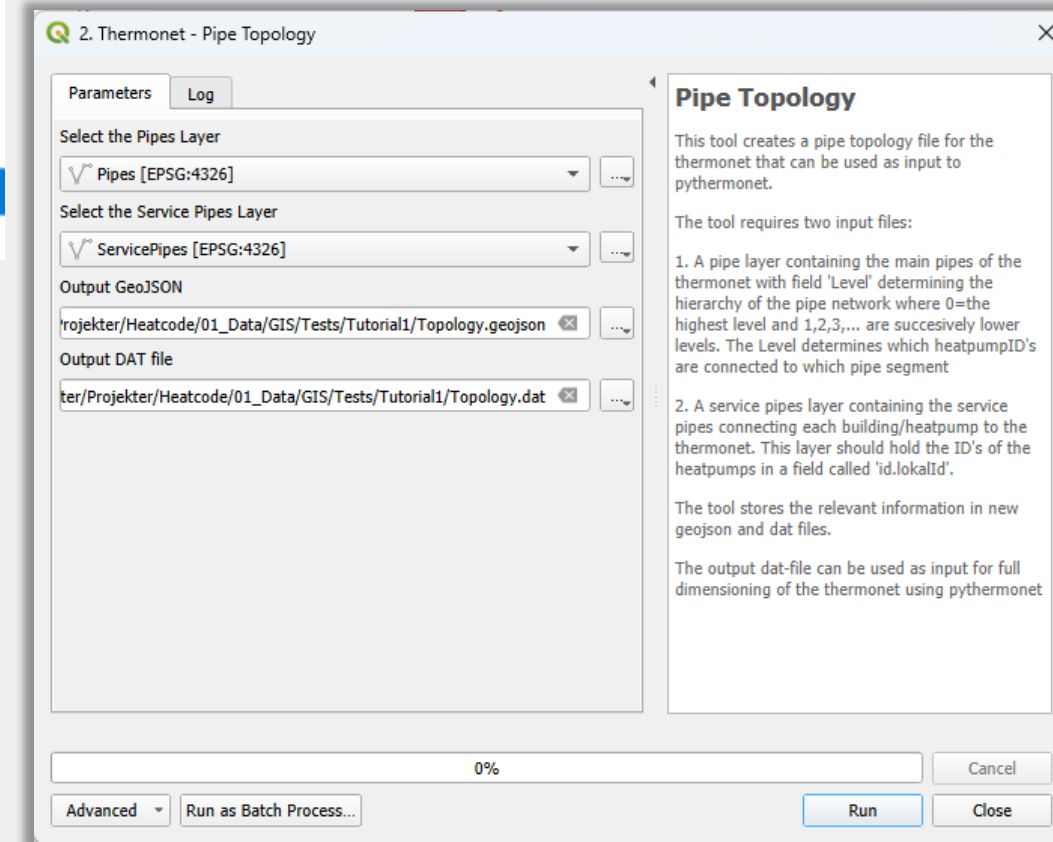 2. Thermonet - Pipe Topology
Parameters
Log
Select the Pipes Layer
Pipes [EPSG:4326]
...
Select the Service Pipes Layer
ServicePipes [EPSG:4326]
...
Output GeoJSON
rojekter/Heatcode/01_Data/GIS/Tests/Tutorial1/Topology.geojson
...
Output DAT file
ter/Projekter/Heatcode/01_Data/GIS/Tests/Tutorial1/Topology.dat
...
Pipe Topology
This tool creates a pipe topology file for the
thermonet that can be used as input to
pythermonet.
The tool requires two input files:
1. A pipe layer containing the main pipes of the
thermonet with field 'Level' determining the
hierarchy of the pipe network where 0=the
highest level and 1,2,3,... are succesively lower
levels. The Level determines which heatpumpID's
are connected to which pipe segment
2. A service pipes layer containing the service
pipes connecting each building/heatpump to the
thermonet. This layer should hold the ID's of the
heatpumps in a field called 'id.lokalId'.
The tool stores the relevant information in new
geojson and dat files.
The output dat-file can be used as input for full
dimensioning of the thermonet using pythermonet
0%
Cancel
Advanced
Run as Batch Process...
Run
Close